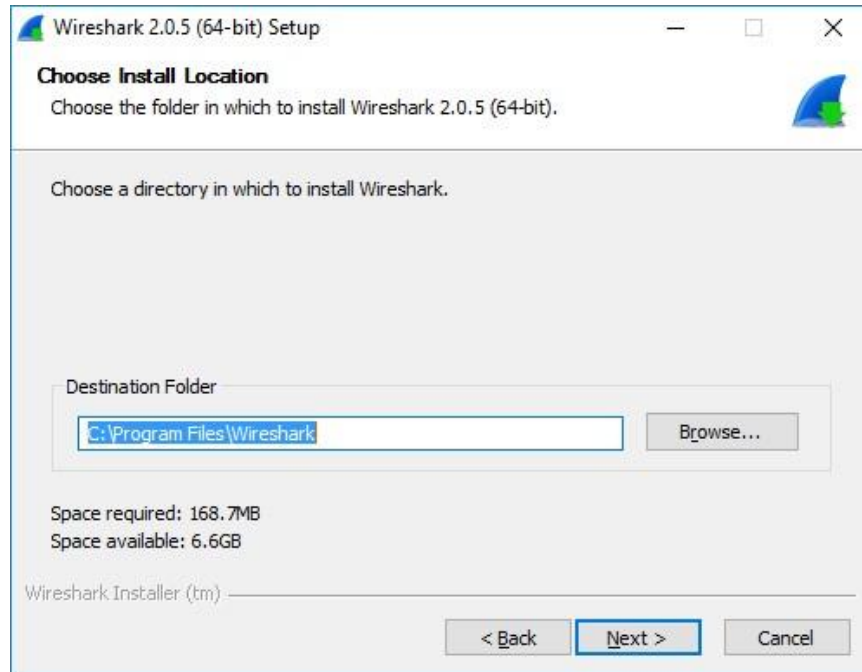 Wireshark 2.0.5 (64-bit) Setup
Choose Install Location
Choose the folder in which to install Wireshark 2.0.5 (64-bit).
Choose a directory in which to install Wireshark.
Destination Folder
C:\Program Files\Wireshark
Browse...
Space required: 168.7MB
Space available: 6.6GB
Wireshark Installer (tm)
< Back Next > Cancel